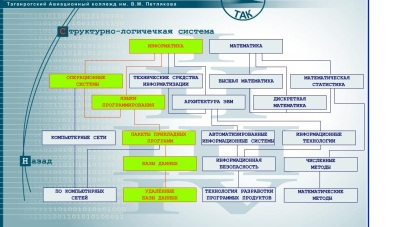 Таганрогский Авиационный колледж им. В.М. Петлякова
ТАК
Структурно-логическая система
ИНФОРМАТИКА
МАТЕМАТИКА
ОПЕРАЦИОННЫЕ
СИСТЕМЫ
ТЕХНИЧЕСКИЕ СРЕДСТВА
ИНФОРМАТИЗАЦИИ
ВЫСШАЯ МАТЕМАТИКА
МАТЕМАТИЧЕСКАЯ
СТАТИСТИКА
ЯЗЫКИ
ПРОГРАММИРОВАНИЯ
АРХИТЕКТУРА ЭВМ
ДИСКРЕТНАЯ
МАТЕМАТИКА
КОМПЬЮТЕРНЫЕ СЕТИ
ПАКЕТЫ ПРИКЛАДНЫХ
ПРОГРАММ
АВТОМАТИЗИРОВАННЫЕ
ИНФОРМАЦИОННЫЕ СИСТЕМЫ
ИНФОРМАЦИОННЫЕ
ТЕХНОЛОГИИ
Назад
БАЗЫ ДАННЫХ
ИНФОРМАЦИОННАЯ
БЕЗОПАСНОСТЬ
ЧИСЛЕННЫЕ
МЕТОДЫ
ПО КОМПЬЮТЕРНЫХ
СЕТЕЙ
УДАЛЁННЫЕ
БАЗЫ ДАННЫХ
ТЕХНОЛОГИЯ РАЗРАБОТКИ
ПРОГРАММНЫХ ПРОДУКТОВ
МАТЕМАТИЧЕСКИЕ
МЕТОДЫ